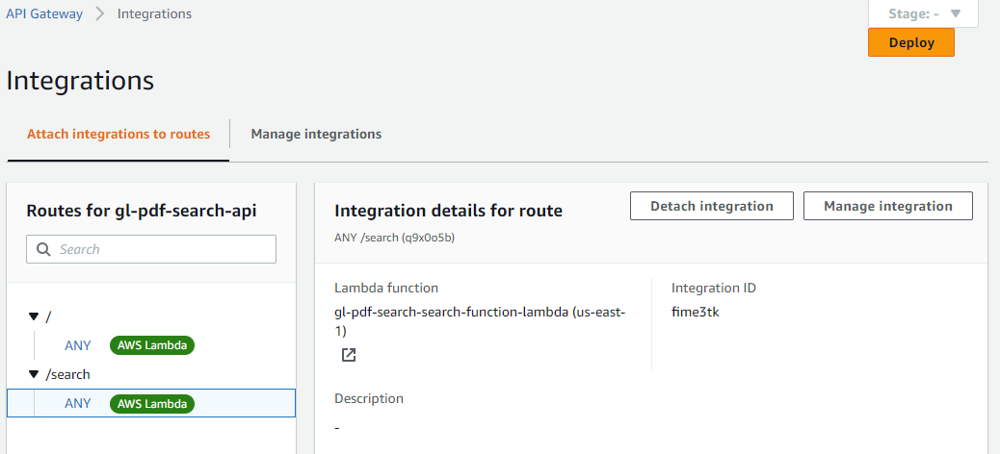 API Gateway > Integrations
Stage: -
Deploy
Integrations
Attach integrations to routes
Manage integrations
Routes for gl-pdf-search-api
Search
/
ANY AWS Lambda
/search
ANY AWS Lambda
Integration details for route
Detach integration
Manage integration
ANY /search (q9x0o5b)
Lambda function
gl-pdf-search-search-function-lambda (us-east-
1)
Integration ID
fime3tk
Description
-